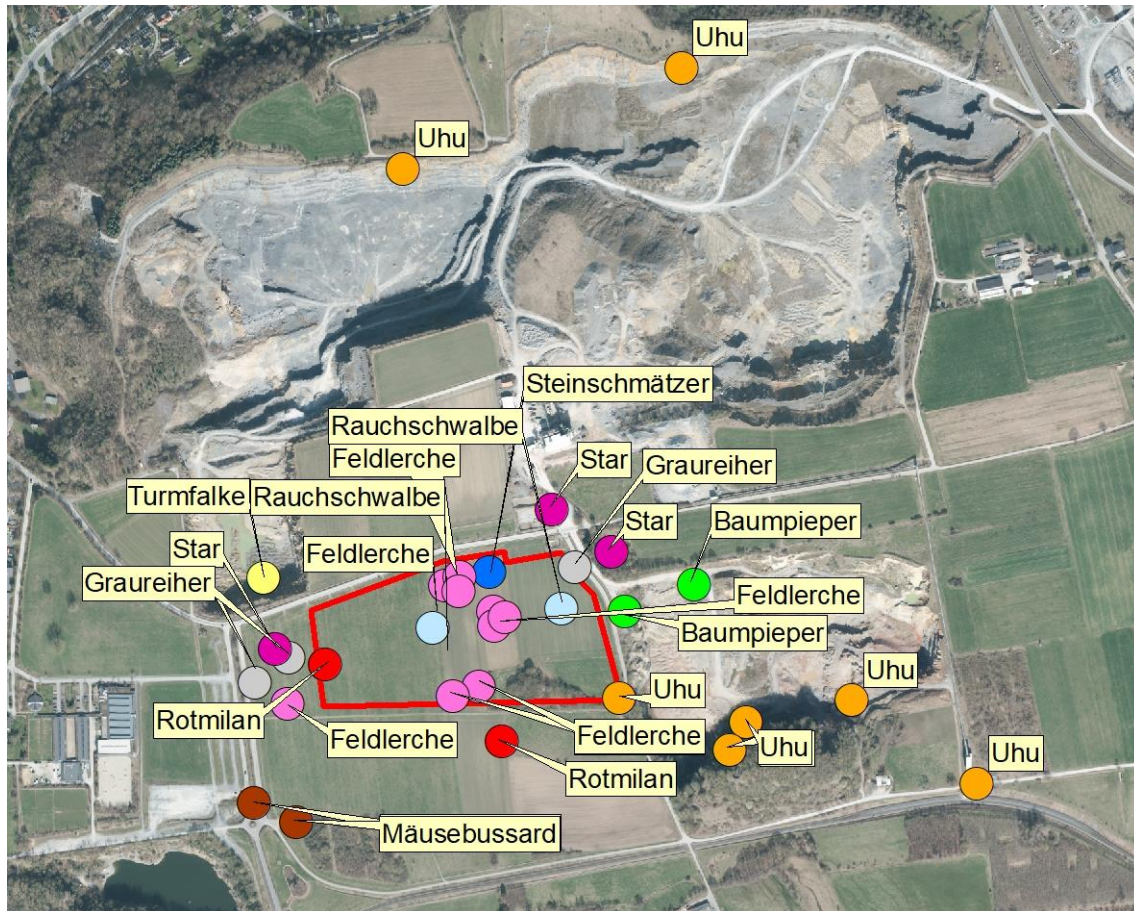 Uhu
Uhu
Steinschmätzer
Rauchschwalbe
Feldlerche
Star
Graureiher
Turmfalke
Rauchschwalbe
Star
Baumpieper
Star
Feldlerche
Graureiher
Feldlerche
Baumpieper
Uhu
Uhu
Rotmilan
Feldlerche
Feldlerche
Uhu
Rotmilan
Uhu
Mäusebussard